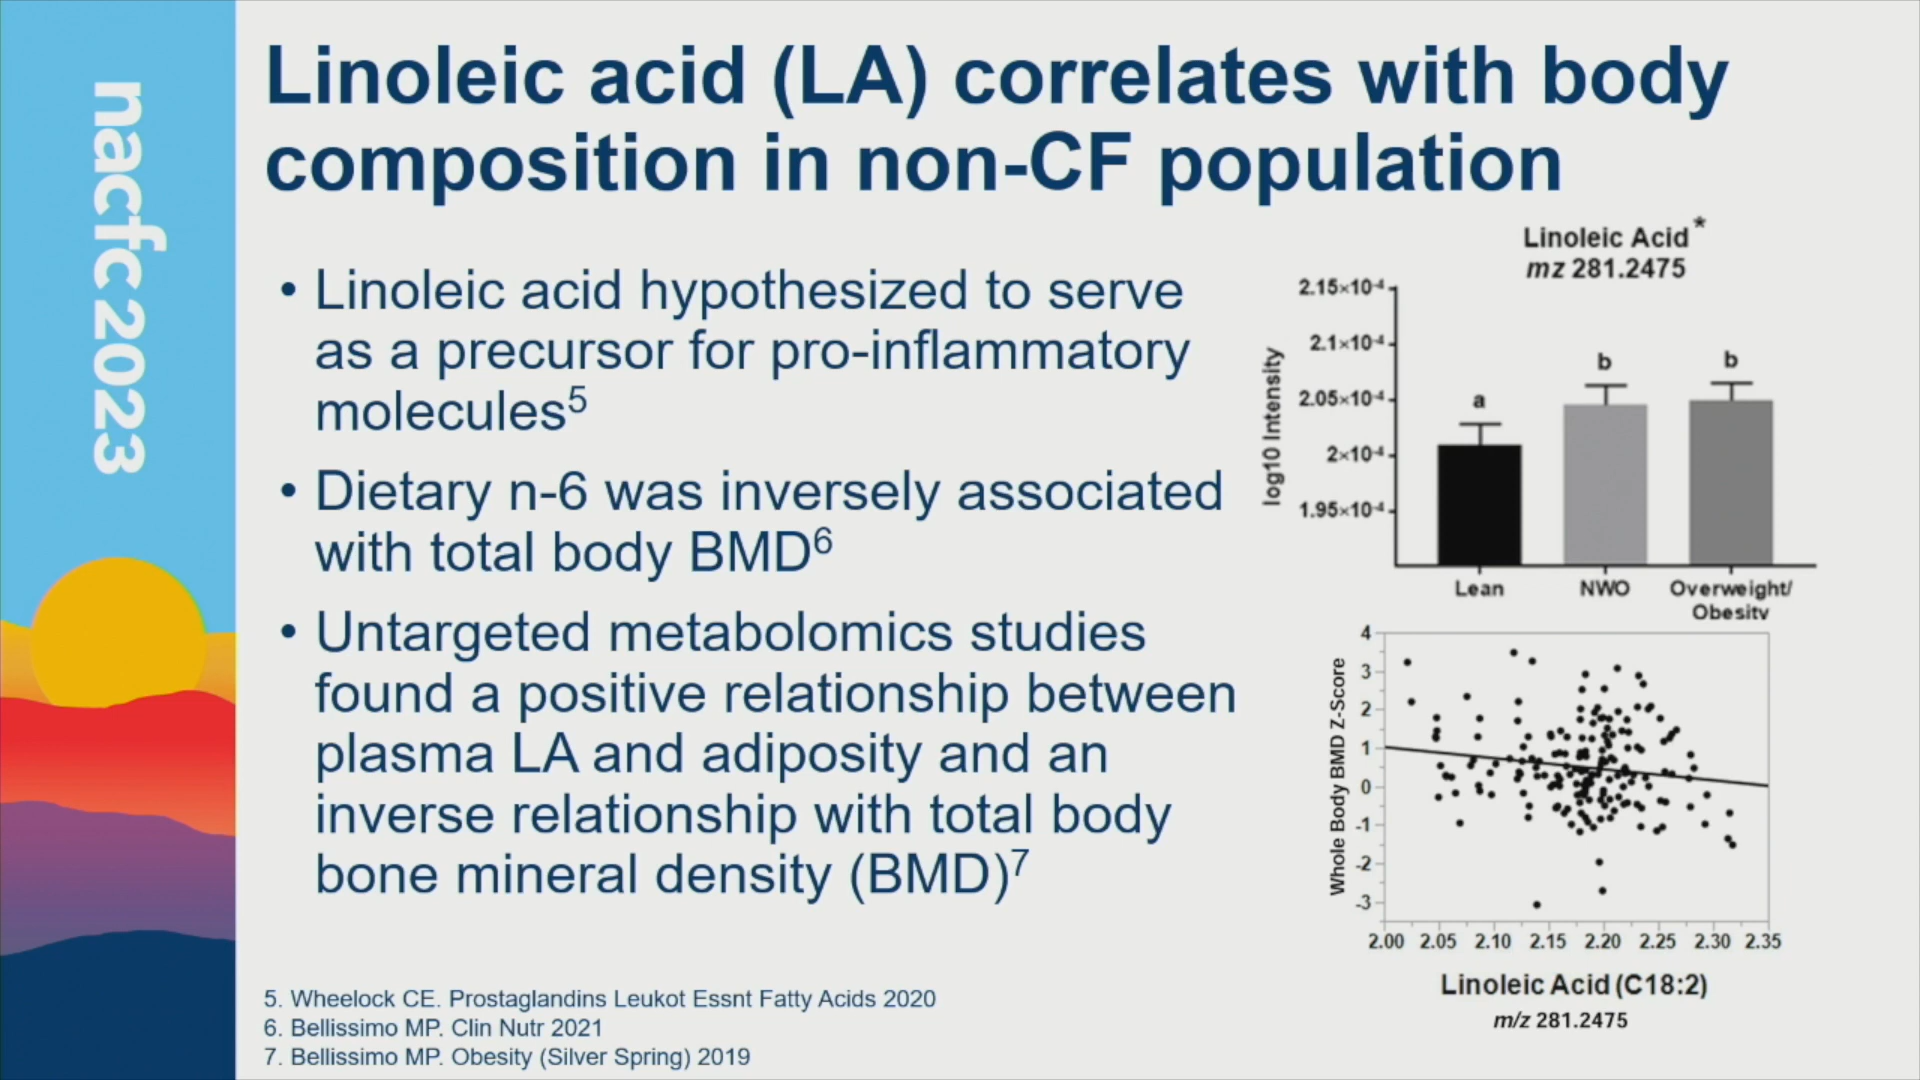 nacfc 2023
Linoleic acid (LA) correlates with body
composition in non-CF population
• Linoleic acid hypothesized to serve
as a precursor for pro-inflammatory
molecules⁵
• Dietary n-6 was inversely associated
with total body BMD⁶
• Untargeted metabolomics studies
found a positive relationship between
plasma LA and adiposity and an
inverse relationship with total body
bone mineral density (BMD)⁷
5. Wheelock CE. Prostaglandins Leukot Essnt Fatty Acids 2020
6. Bellissimo MP. Clin Nutr 2021
7. Bellissimo MP. Obesity (Silver Spring) 2019
Linoleic Acid *
mz 281.2475
log10 Intensity
2.15×10⁻⁴
2.1×10⁻⁴
2.05×10⁻⁴
2×10⁻⁴
1.95×10⁻⁴
a
b
b
Lean
NWO
Overweight/
Obesity
Whole Body BMD Z-Score
4
3
2
1
0
-1
-2
-3
2.00 2.05 2.10 2.15 2.20 2.25 2.30 2.35
Linoleic Acid (C18:2)
m/z 281.2475